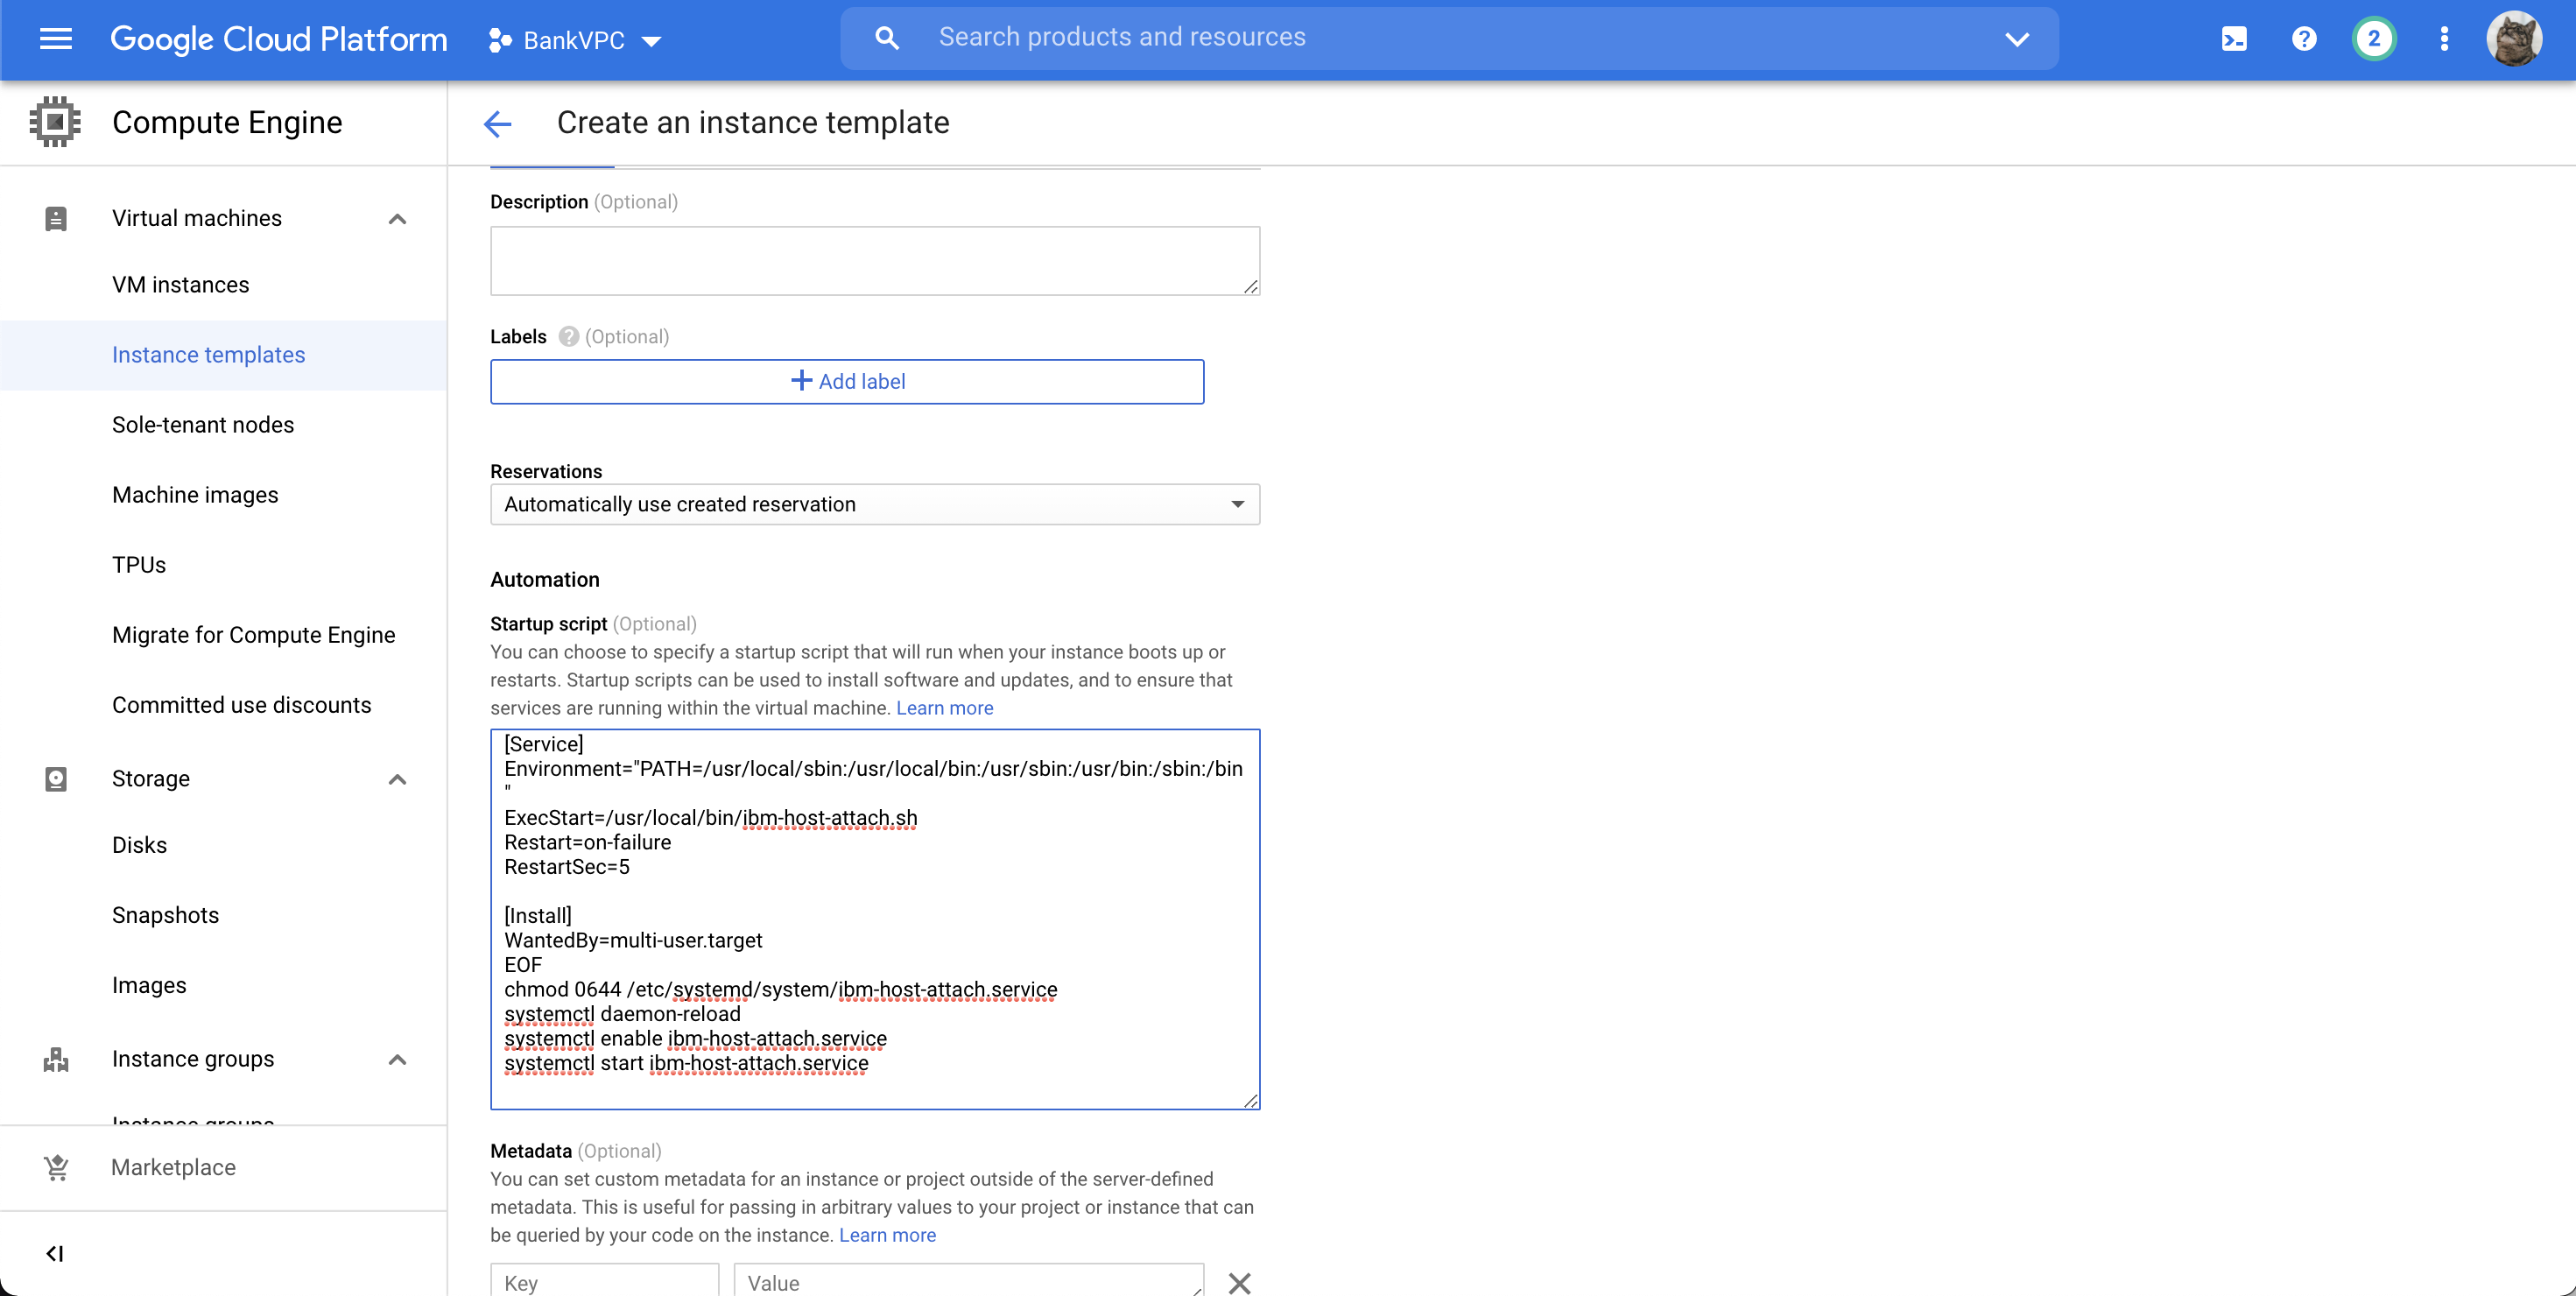 Google Cloud Platform
BankVPC
Search products and resources
2
Compute Engine
Create an instance template
Virtual machines
VM instances
Instance templates
Sole-tenant nodes
Machine images
TPUs
Migrate for Compute Engine
Committed use discounts
Storage
Disks
Snapshots
Images
Instance groups
Instance groups
Marketplace
Description (Optional)
Labels ? (Optional)
+ Add label
Reservations
Automatically use created reservation
Automation
Startup script (Optional)
You can choose to specify a startup script that will run when your instance boots up or
restarts. Startup scripts can be used to install software and updates, and to ensure that
services are running within the virtual machine. Learn more
[Service]
Environment="PATH=/usr/local/sbin:/usr/local/bin:/usr/sbin:/usr/bin:/sbin:/bin
"
ExecStart=/usr/local/bin/ibm-host-attach.sh
Restart=on-failure
RestartSec=5
[Install]
WantedBy=multi-user.target
EOF
chmod 0644 /etc/systemd/system/ibm-host-attach.service
systemctl daemon-reload
systemctl enable ibm-host-attach.service
systemctl start ibm-host-attach.service
Metadata (Optional)
You can set custom metadata for an instance or project outside of the server-defined
metadata. This is useful for passing in arbitrary values to your project or instance that can
be queried by your code on the instance. Learn more
Key
Value